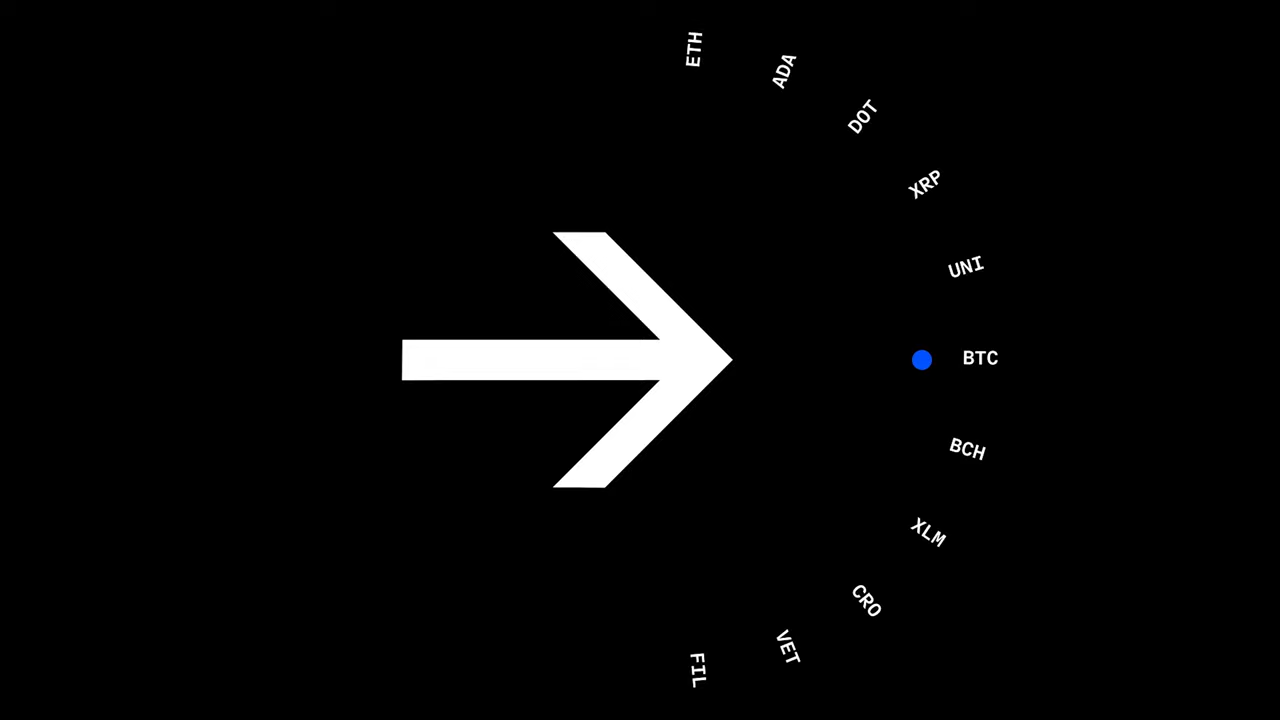 ETH
ADA
DOT
XRP
UNI
BTC
BCH
XLM
CRO
VET
FIL